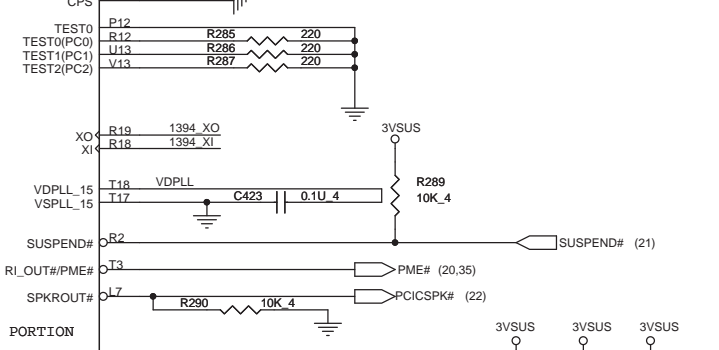 CPS
TEST0 P12
TEST0(PC0) R12 R285 220
TEST1(PC1) U13 R286 220
TEST2(PC2) V13 R287 220
XO R19 1394_XO
XI R18 1394_XI
3VSUS
R289
10K_4
VDPLL_15 T18 VDPLL
VSPLL_15 T17 C423 0.1U_4
SUSPEND# R2 SUSPEND# (21)
RI_OUT#/PME# T3 PME# (20,35)
SPKROUT# L7 PCICSPK# (22)
R290 10K_4
PORTION
3VSUS 3VSUS 3VSUS